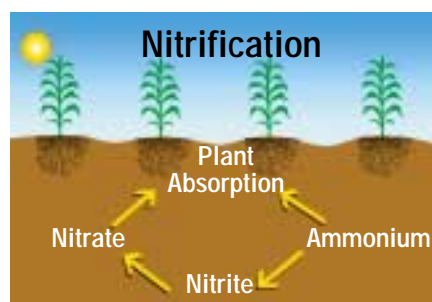 Nitrification
Plant
Absorption
Nitrate
Ammonium
Nitrite